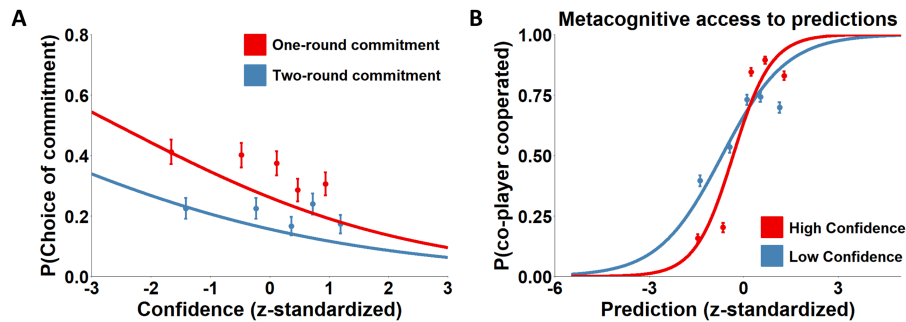 A
P(Choice of commitment)
0.8
0.6
0.4
0.2
0.0
One-round commitment
Two-round commitment
-3
-2
-1
0
1
2
3
Confidence (z-standardized)
B
Metacognitive access to predictions
P(co-player cooperated)
1.00
0.75
0.50
0.25
0.00
High Confidence
Low Confidence
-6
-3
0
3
Prediction (z-standardized)